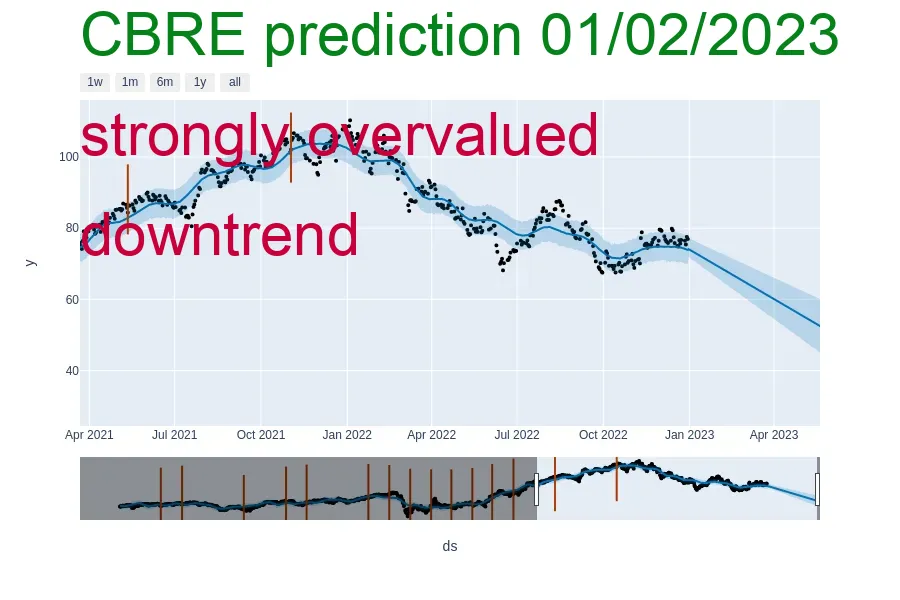 CBRE prediction 01/02/2023
1w 1m 6m 1y all
strongly overvalued
100
downtrend
80
y
60
40
Apr 2021 Jul 2021 Oct 2021 Jan 2022 Apr 2022 Jul 2022 Oct 2022 Jan 2023 Apr 2023
ds